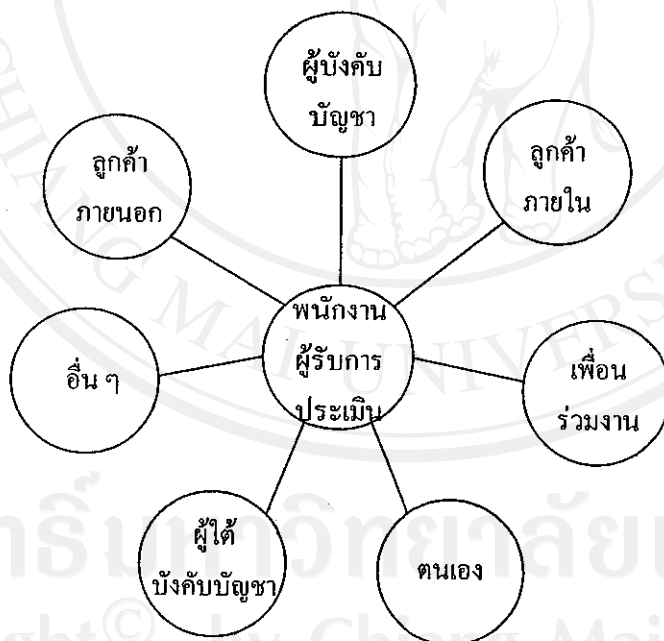 ผู้บังคับ
บัญชา
ลูกค้า
ภายนอก
ลูกค้า
ภายใน
พนักงาน
ผู้รับการ
ประเมิน
อื่น ๆ
เพื่อน
ร่วมงาน
ผู้ใต้
บังคับบัญชา
ตนเอง
CHIANG MAI UNIVERS